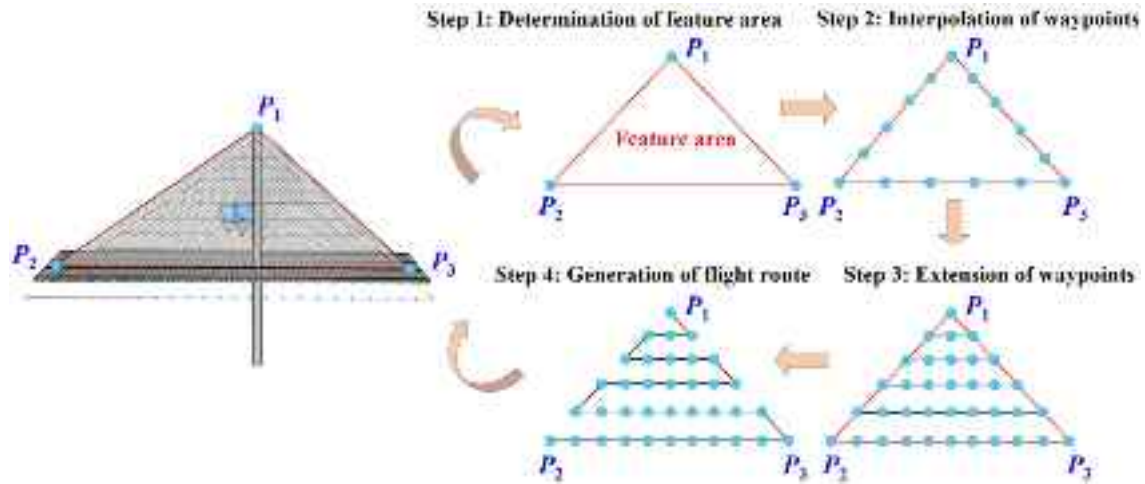 Step 1: Determination of feature area
Step 2: Interpolation of waypoints
P1
P2
P3
P1
Feature area
P2
P3
P1
P2
P3
Step 4: Generation of flight route
Step 3: Extension of waypoints
P1
P2
P3
P1
P2
P3